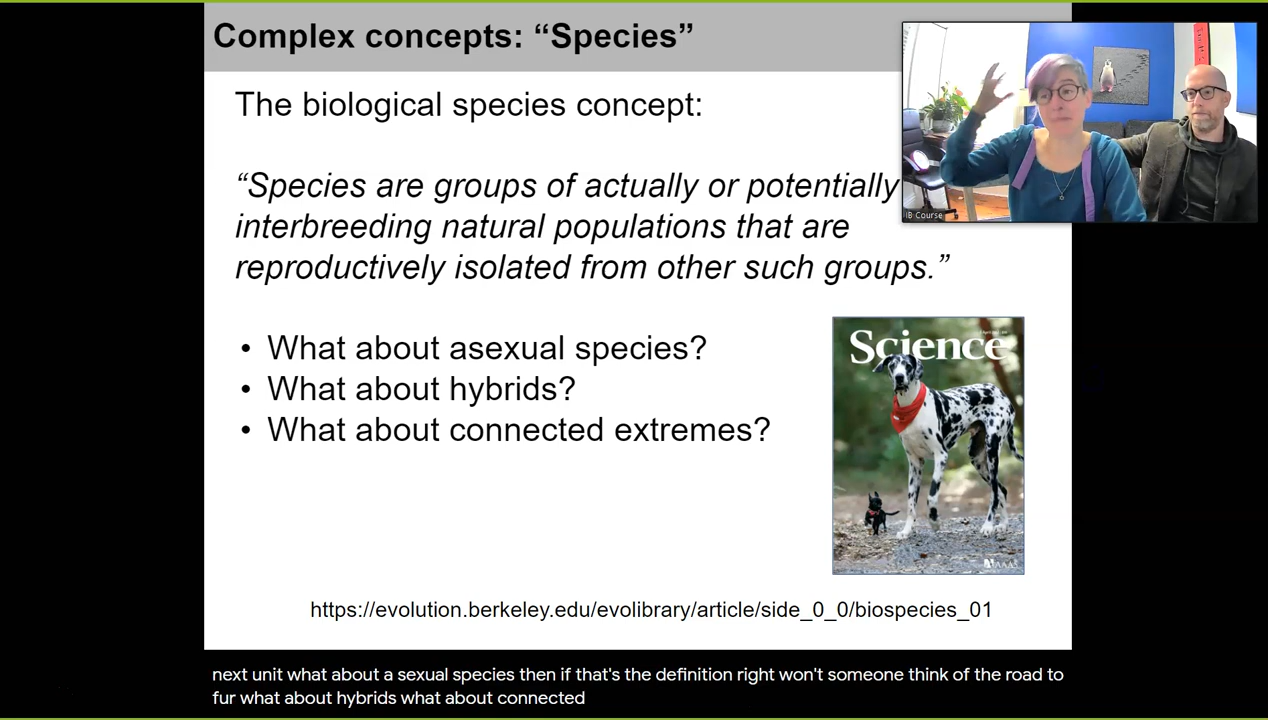 Complex concepts: “Species”
The biological species concept:
“Species are groups of actually or potentially
interbreeding natural populations that are
reproductively isolated from other such groups.”
• What about asexual species?
• What about hybrids?
• What about connected extremes?
Science
AAAS
https://evolution.berkeley.edu/evolibrary/article/side_0_0/biospecies_01
IB Course
next unit what about a sexual species then if that's the definition right won't someone think of the road to
fur what about hybrids what about connected